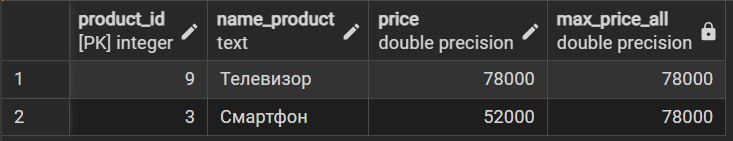 product_id name_product price max_price_all
[PK] integer text double precision double precision
1 9 Телевизор 78000 78000
2 3 Смартфон 52000 78000